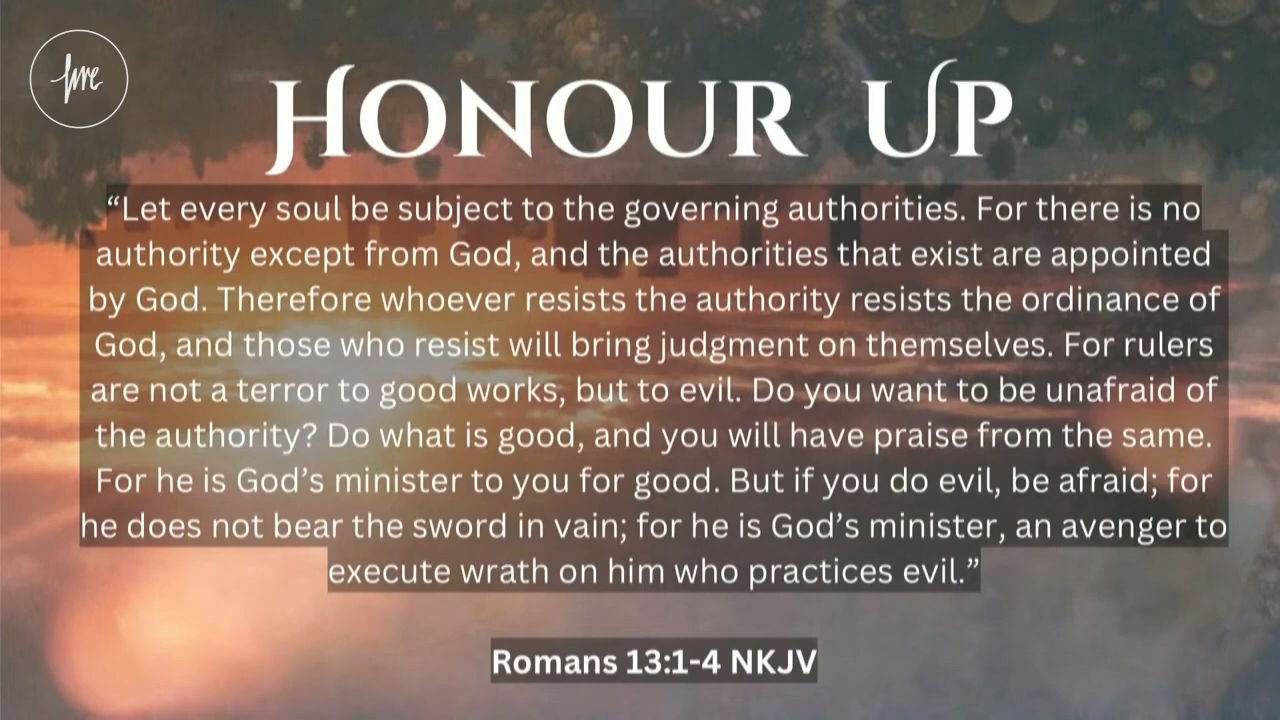 HONOUR UP
“Let every soul be subject to the governing authorities. For there is no
authority except from God, and the authorities that exist are appointed
by God. Therefore whoever resists the authority resists the ordinance of
God, and those who resist will bring judgment on themselves. For rulers
are not a terror to good works, but to evil. Do you want to be unafraid of
the authority? Do what is good, and you will have praise from the same.
For he is God’s minister to you for good. But if you do evil, be afraid; for
he does not bear the sword in vain; for he is God’s minister, an avenger to
execute wrath on him who practices evil.”
Romans 13:1-4 NKJV